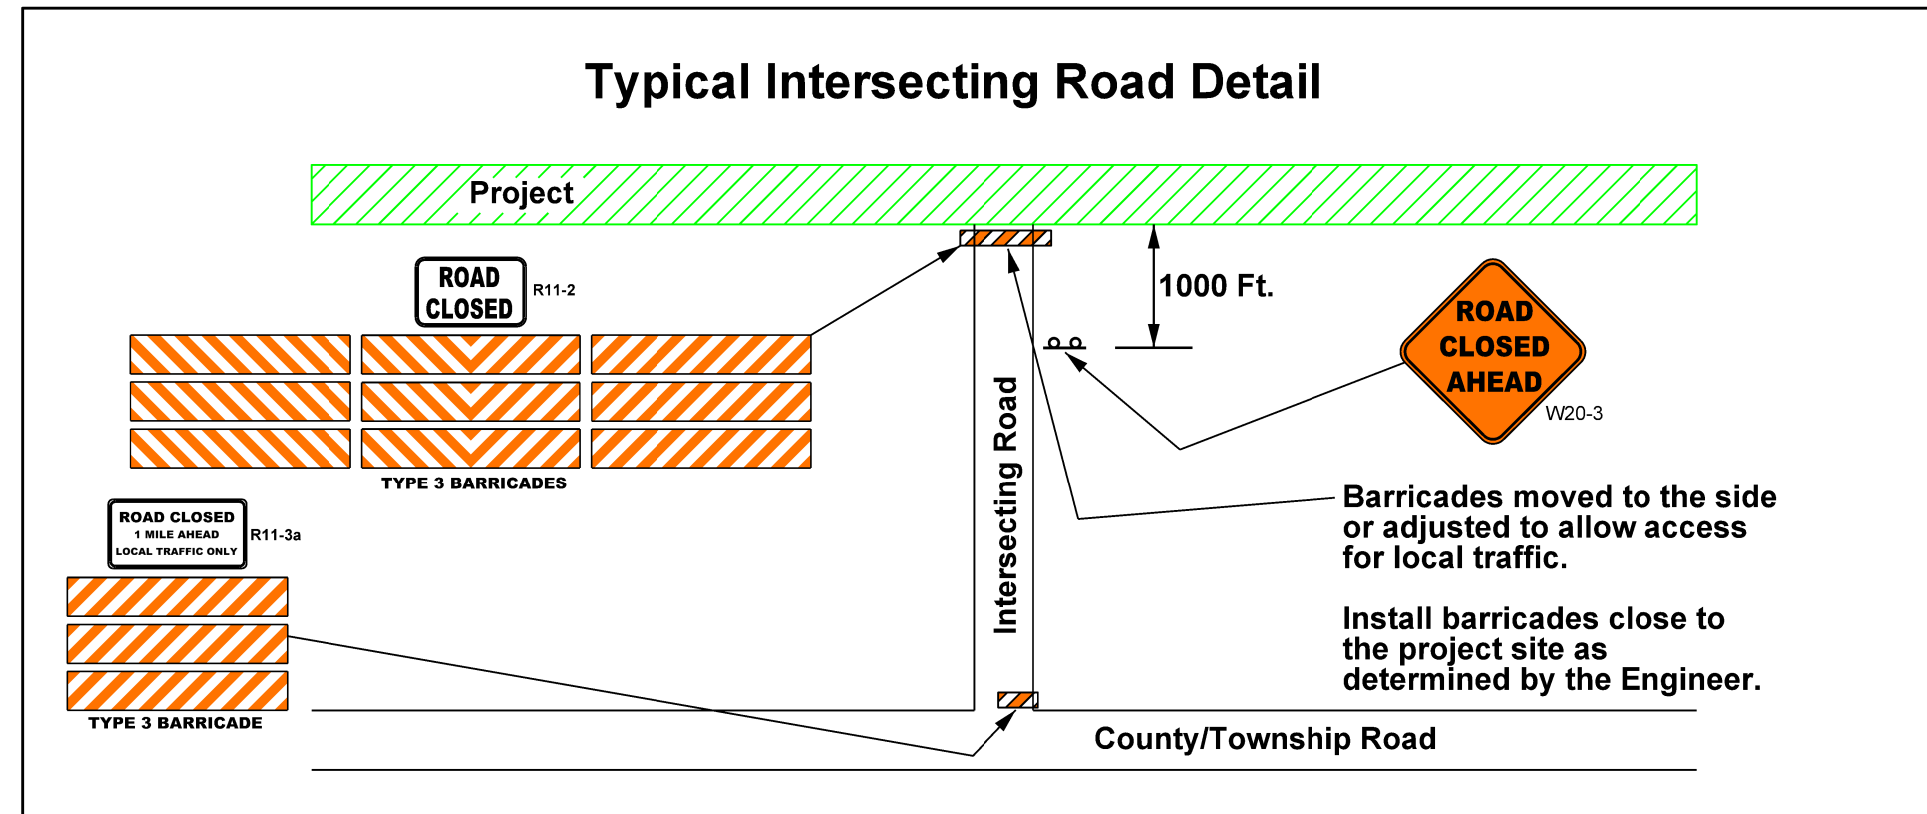 Typical Intersecting Road Detail
Project
ROAD
CLOSED
R11-2
1000 Ft.
ROAD
CLOSED
AHEAD
W20-3
TYPE 3 BARRICADES
Intersecting Road
ROAD CLOSED
1 MILE AHEAD
LOCAL TRAFFIC ONLY
R11-3a
TYPE 3 BARRICADE
Barricades moved to the side
or adjusted to allow access
for local traffic.
Install barricades close to
the project site as
determined by the Engineer.
County/Township Road